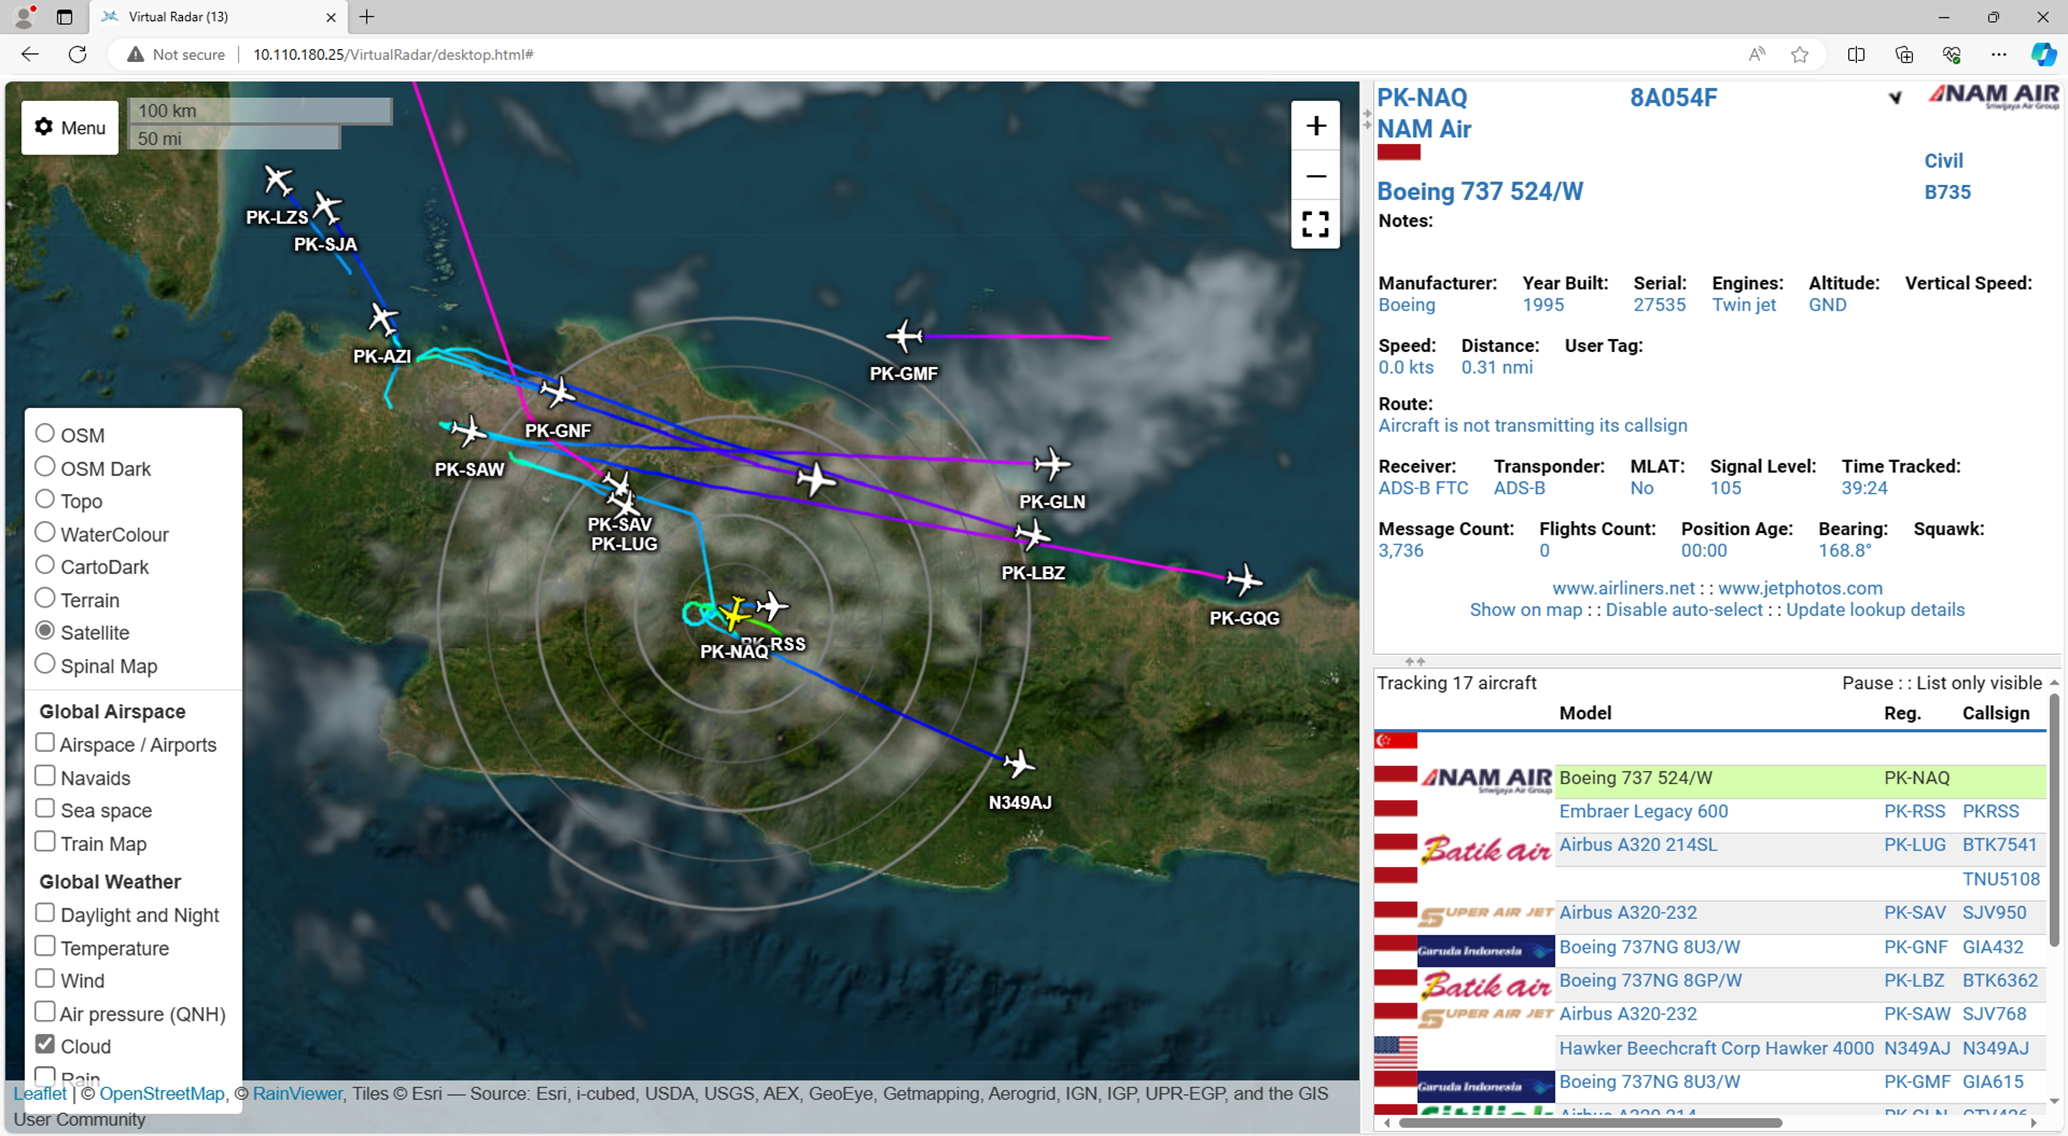 Virtual Radar (13)
Not secure
10.110.180.25/VirtualRadar/desktop.html#
Menu
100 km
50 mi
PK-LZS
PK-SJA
PK-AZI
PK-GMF
PK-GNF
PK-SAW
PK-GLN
PK-SAV
PK-LUG
PK-LBZ
PK-GQG
PK-RSS
PK-NAQ
N349AJ
OSM
OSM Dark
Topo
WaterColour
CartoDark
Terrain
Satellite
Spinal Map
Global Airspace
Airspace / Airports
Navaids
Sea space
Train Map
Global Weather
Daylight and Night
Temperature
Wind
Air pressure (QNH)
Cloud
Rain
Leaflet | © OpenStreetMap, © RainViewer, Tiles © Esri — Source: Esri, i-cubed, USDA, USGS, AEX, GeoEye, Getmapping, Aerogrid, IGN, IGP, UPR-EGP, and the GIS
User Community
PK-NAQ 8A054F NAM AIR
Sriwijaya Air Group
NAM Air
Civil
Boeing 737 524/W B735
Notes:
Manufacturer: Year Built: Serial: Engines: Altitude: Vertical Speed:
Boeing 1995 27535 Twin jet GND
Speed: Distance: User Tag:
0.0 kts 0.31 nmi
Route:
Aircraft is not transmitting its callsign
Receiver: Transponder: MLAT: Signal Level: Time Tracked:
ADS-B FTC ADS-B No 105 39:24
Message Count: Flights Count: Position Age: Bearing: Squawk:
3,736 0 00:00 168.8°
www.airliners.net : : www.jetphotos.com
Show on map : : Disable auto-select : : Update lookup details
Tracking 17 aircraft Pause : : List only visible
Model Reg. Callsign
NAM AIR Boeing 737 524/W PK-NAQ
Sriwijaya Air Group
Embraer Legacy 600 PK-RSS PKRSS
Batik air Airbus A320 214SL PK-LUG BTK7541
TNU5108
SUPER AIR JET Airbus A320-232 PK-SAV SJV950
Garuda Indonesia Boeing 737NG 8U3/W PK-GNF GIA432
Batik air Boeing 737NG 8GP/W PK-LBZ BTK6362
SUPER AIR JET Airbus A320-232 PK-SAW SJV768
Hawker Beechcraft Corp Hawker 4000 N349AJ N349AJ
Garuda Indonesia Boeing 737NG 8U3/W PK-GMF GIA615
Citilink Airbus A320 214 PK-GLN CTV426